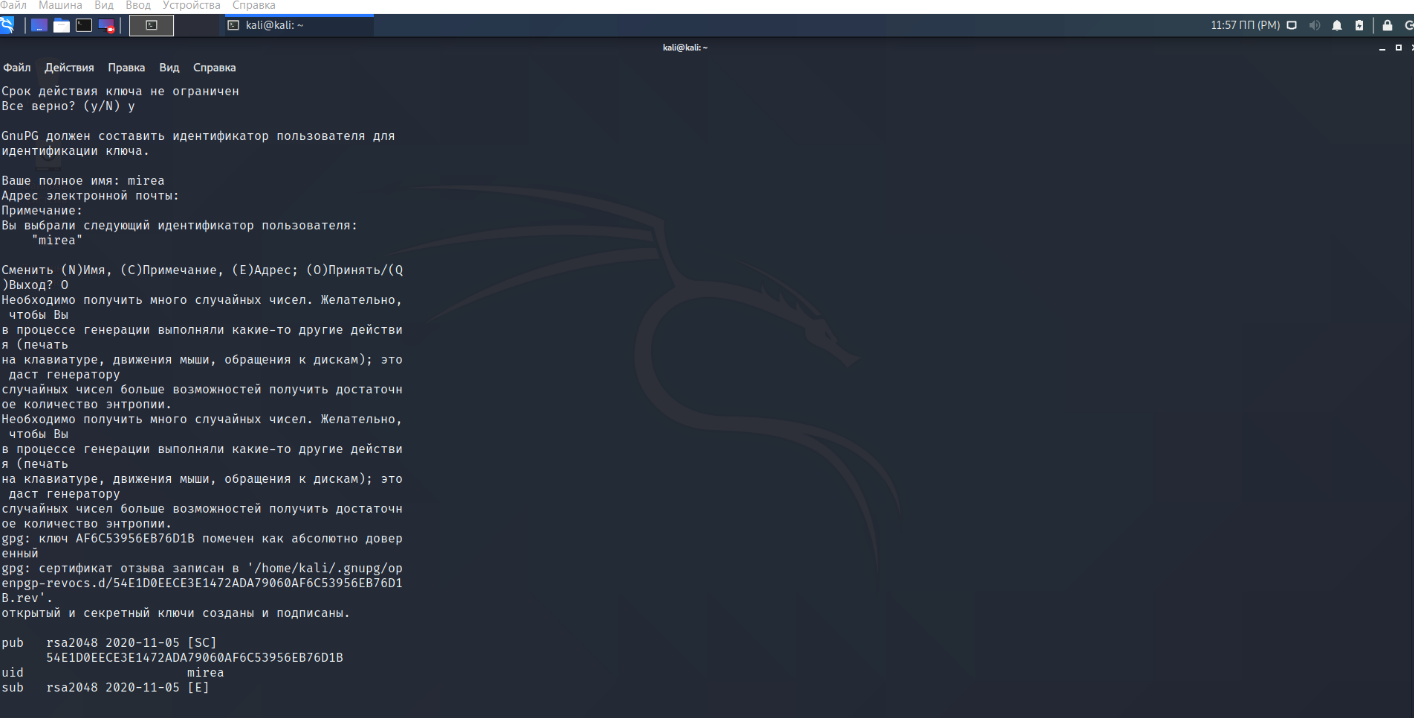 Файл Машина Вид Ввод Устройства Справка
kali@kali: ~
11:57 ПП (PM)
kali@kali: ~
Файл Действия Правка Вид Справка
Срок действия ключа не ограничен
Все верно? (y/N) y
GnuPG должен составить идентификатор пользователя для
идентификации ключа.
Ваше полное имя: mirea
Адрес электронной почты:
Примечание:
Вы выбрали следующий идентификатор пользователя:
"mirea"
Сменить (N)Имя, (C)Примечание, (E)Адрес; (O)Принять/(Q
)Выход? O
Необходимо получить много случайных чисел. Желательно,
чтобы Вы
в процессе генерации выполняли какие-то другие действи
я (печать
на клавиатуре, движения мыши, обращения к дискам); это
даст генератору
случайных чисел больше возможностей получить достаточн
ое количество энтропии.
Необходимо получить много случайных чисел. Желательно,
чтобы Вы
в процессе генерации выполняли какие-то другие действи
я (печать
на клавиатуре, движения мыши, обращения к дискам); это
даст генератору
случайных чисел больше возможностей получить достаточн
ое количество энтропии.
gpg: ключ AF6C53956EB76D1B помечен как абсолютно довер
енный
gpg: сертификат отзыва записан в '/home/kali/.gnupg/op
enpgp-revocs.d/54E1D0EECE3E1472ADA79060AF6C53956EB76D1
B.rev'.
открытый и секретный ключи созданы и подписаны.
pub rsa2048 2020-11-05 [SC]
54E1D0EECE3E1472ADA79060AF6C53956EB76D1B
uid mirea
sub rsa2048 2020-11-05 [E]